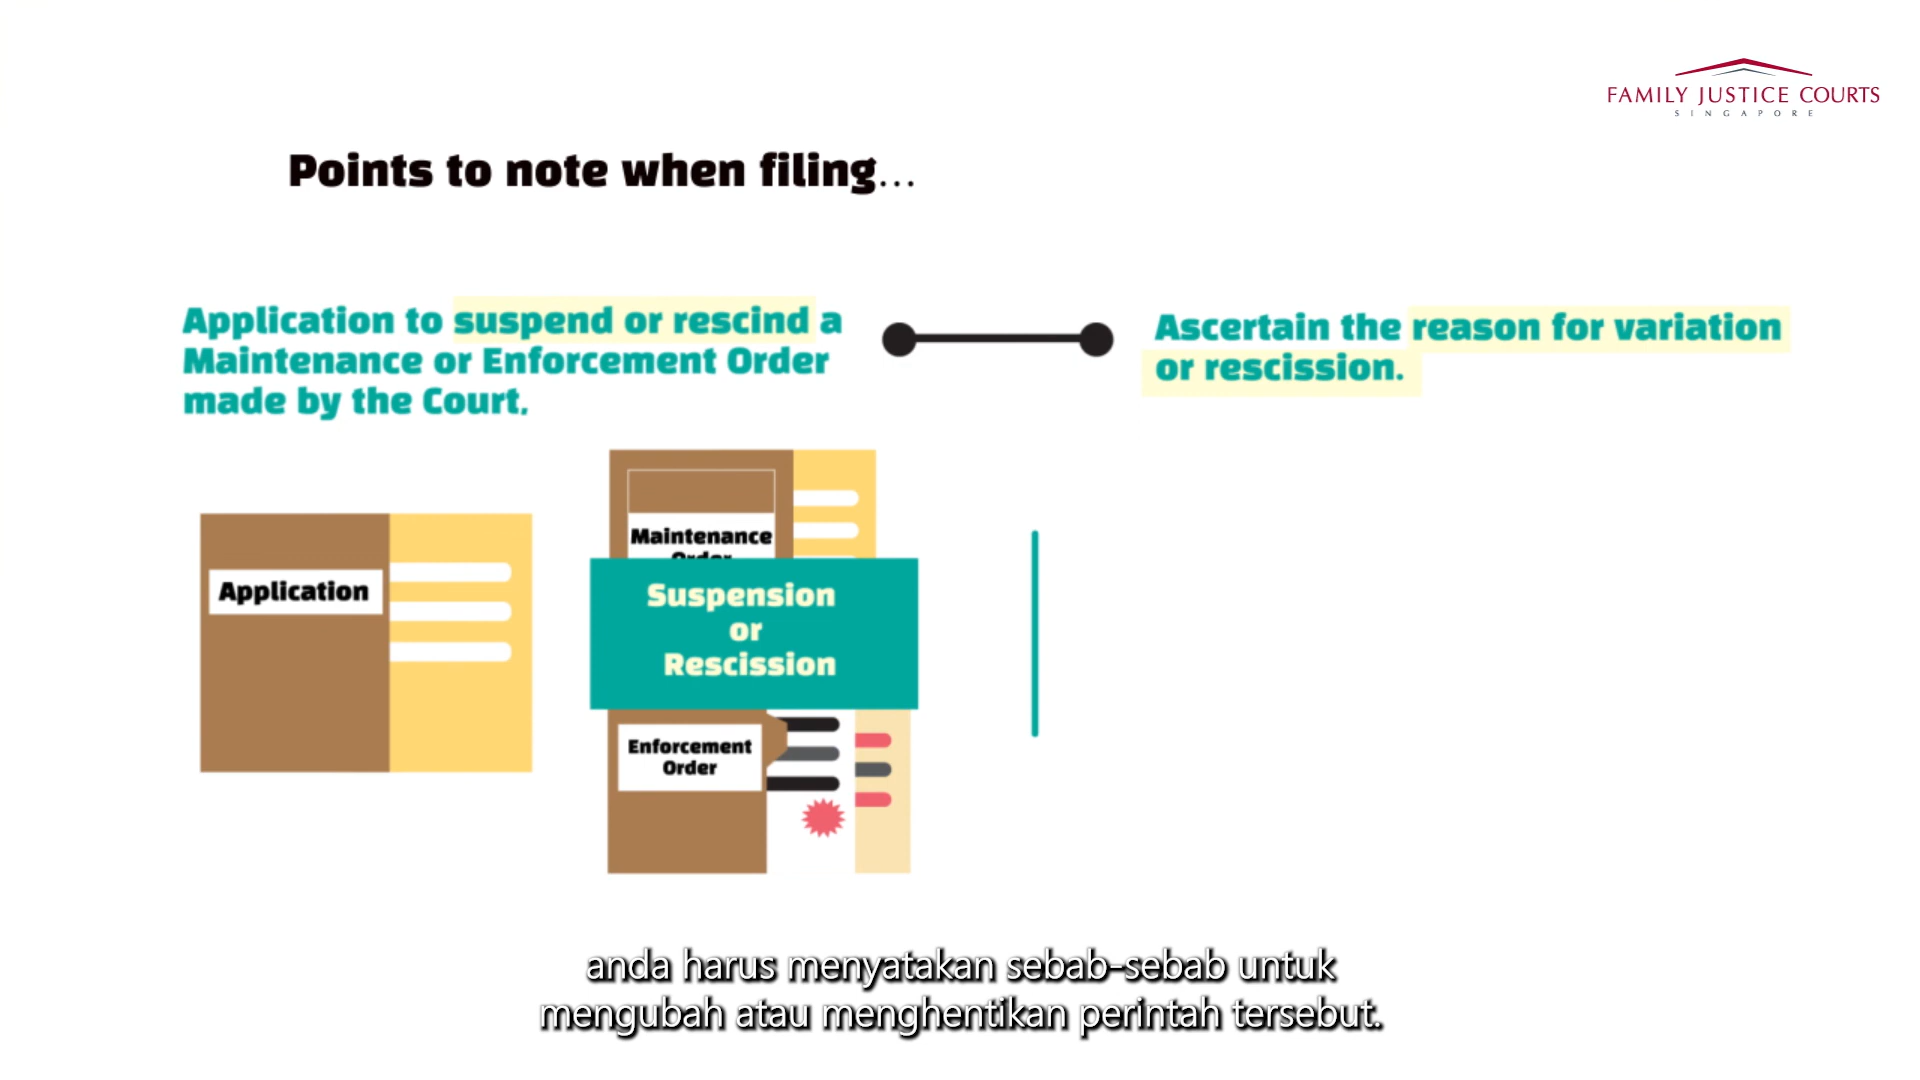 FAMILY JUSTICE COURTS
SINGAPORE
Points to note when filing...
Application to suspend or rescind a
Maintenance or Enforcement Order
made by the Court,
Ascertain the reason for variation
or rescission.
Application
Maintenance
Order
Suspension
or
Rescission
Enforcement
Order
anda harus menyatakan sebab-sebab untuk
mengubah atau menghentikan perintah tersebut.